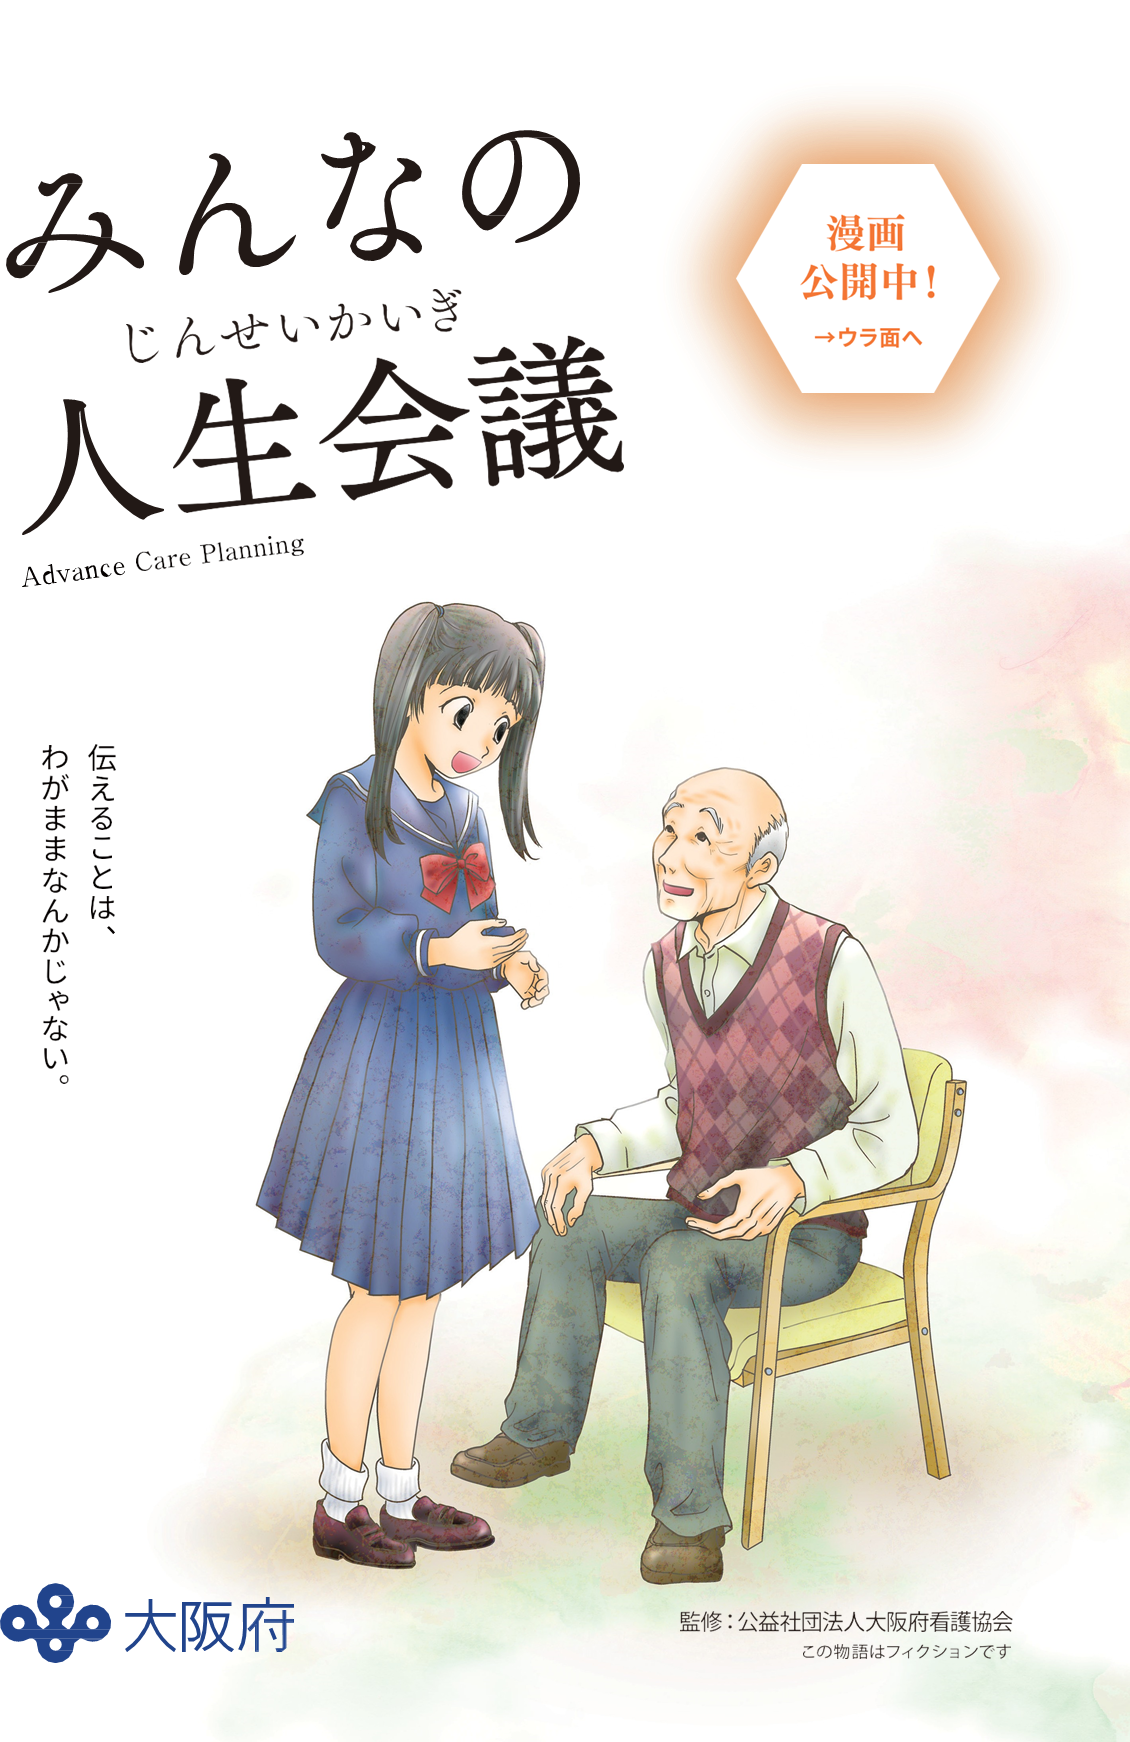 みんなの
じんせいかいぎ
人生会議
Advance Care Planning
漫画
公開中！
→ウラ面へ
伝えることは、
わがままなんかじゃない。
大阪府
監修：公益社団法人大阪府看護協会
この物語はフィクションです